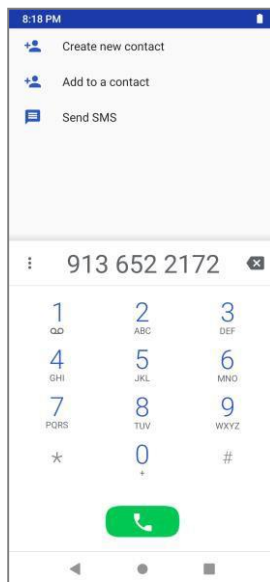 8:18 PM
Create new contact
Add to a contact
Send SMS
913 652 2172
1 2 3
ABC DEF
4 5 6
GHI JKL MNO
7 8 9
PQRS TUV WXYZ
* 0 #
+